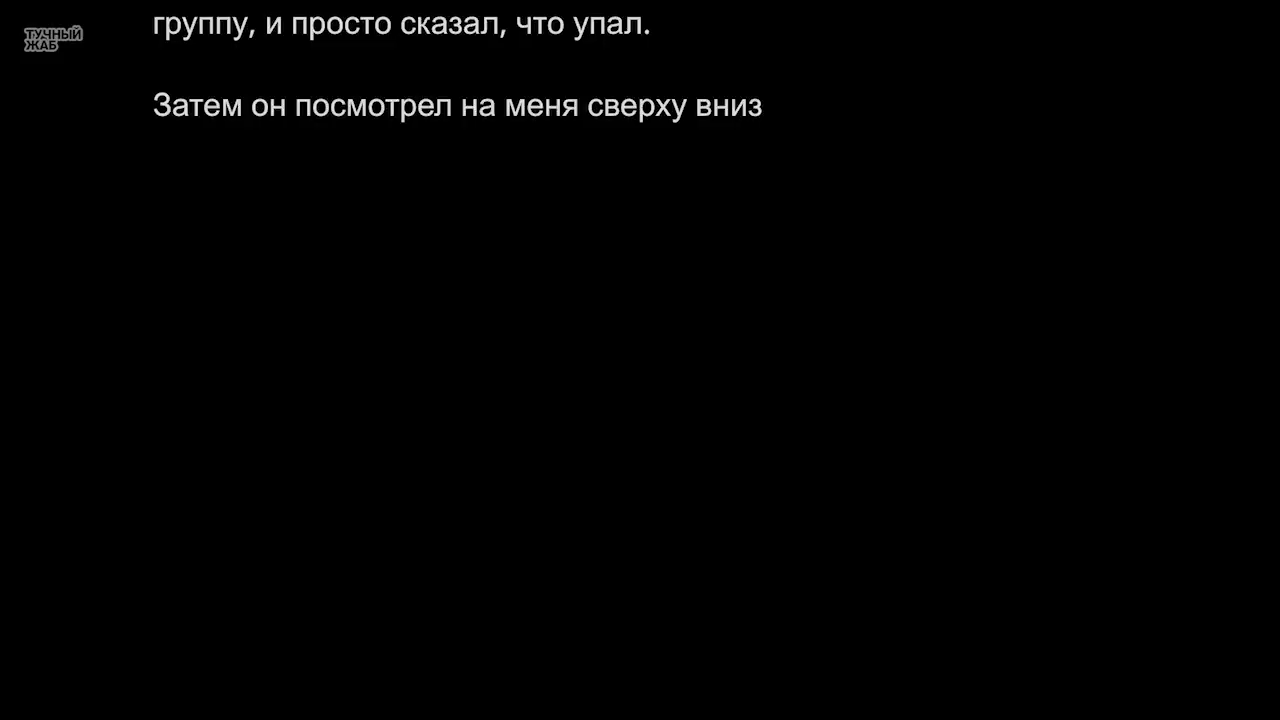 группу, и просто сказал, что упал.
ТУЧНЫЙ
ЖАБ
Затем он посмотрел на меня сверху вниз